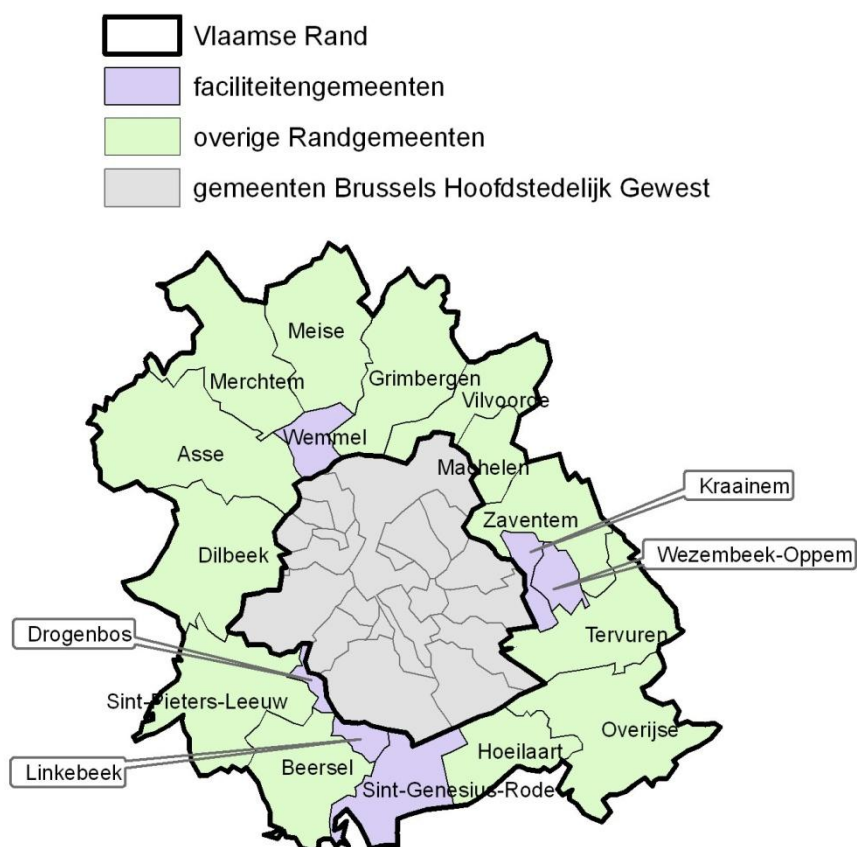 Vlaamse Rand
faciliteitengemeenten
overige Randgemeenten
gemeenten Brussels Hoofdstedelijk Gewest
Meise
Merchtem
Grimbergen
Vilvoorde
Wemmel
Asse
Machelen
Kraainem
Zaventem
Dilbeek
Wezembeek-Oppem
Drogenbos
Tervuren
Sint-Pieters-Leeuw
Overijse
Hoeilaart
Linkebeek
Beersel
Sint-Genesius-Rode